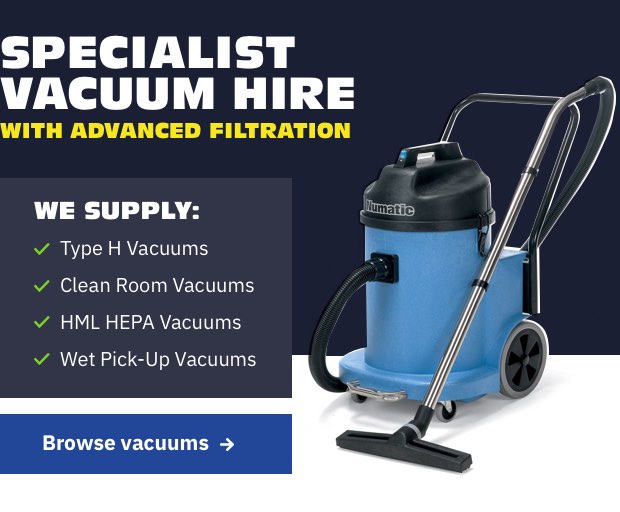 SPECIALIST
VACUUM HIRE
WITH ADVANCED FILTRATION
WE SUPPLY:
Type H Vacuums
Clean Room Vacuums
HML HEPA Vacuums
Wet Pick-Up Vacuums
Browse vacuums →
Numatic